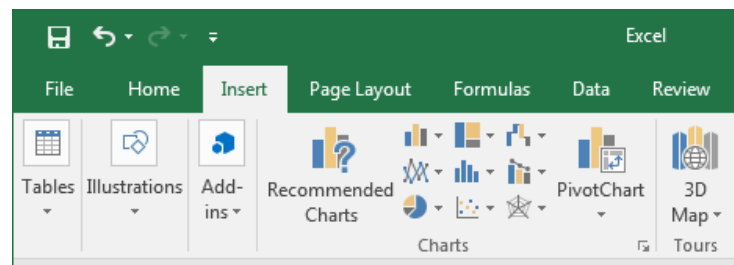 Excel
File Home Insert Page Layout Formulas Data Review
Tables Illustrations Add-ins Recommended Charts PivotChart 3D Map
Charts Tours